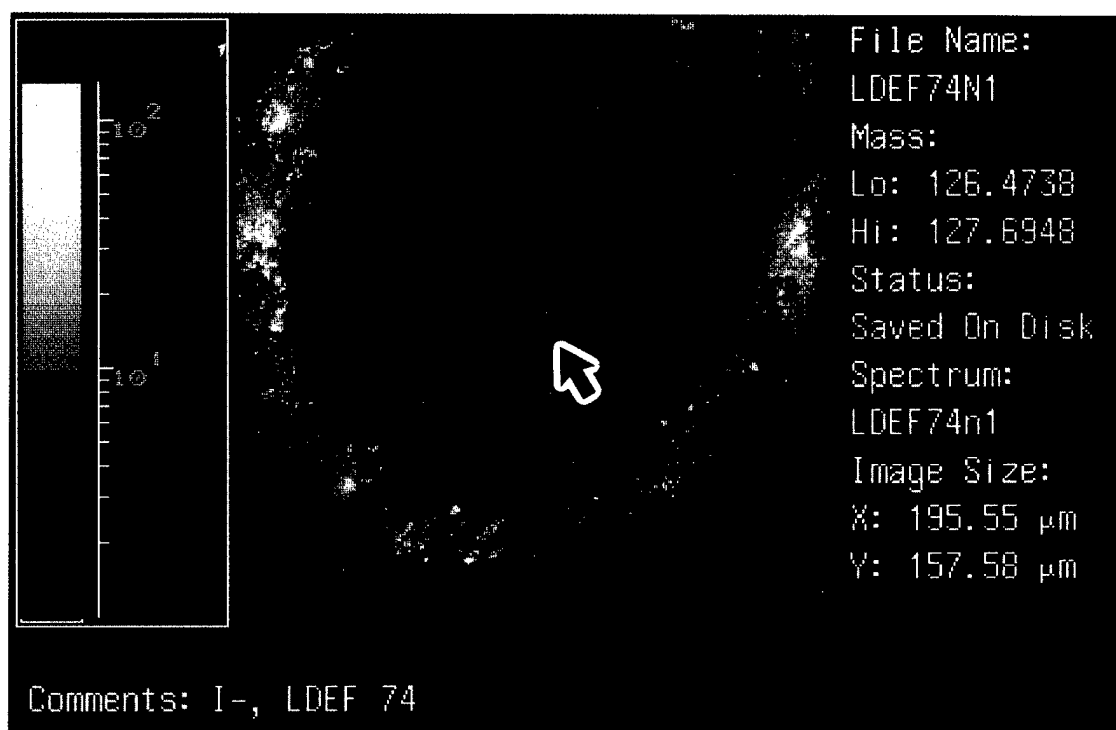 10²
10¹
File Name:
LDEF74N1
Mass:
Lo: 126.4738
Hi: 127.6948
Status:
Saved On Disk
Spectrum:
LDEF74n1
Image Size:
X: 195.55 µm
Y: 157.58 µm
Comments: I-, LDEF 74